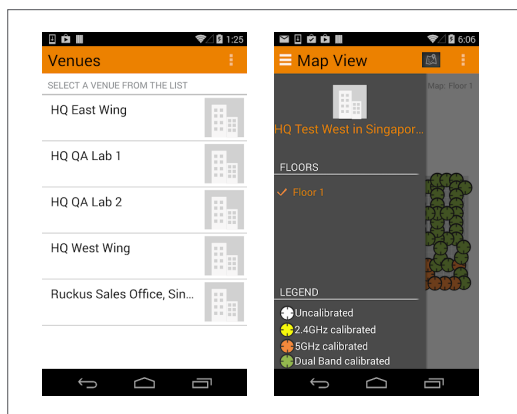 1:25
Venues
SELECT A VENUE FROM THE LIST
HQ East Wing
HQ QA Lab 1
HQ QA Lab 2
HQ West Wing
Ruckus Sales Office, Sin...
6:06
Map View
HQ Test West in Singapor...
Map: Floor 1
FLOORS
Floor 1
LEGEND
Uncalibrated
2.4GHz calibrated
5GHz calibrated
Dual Band calibrated